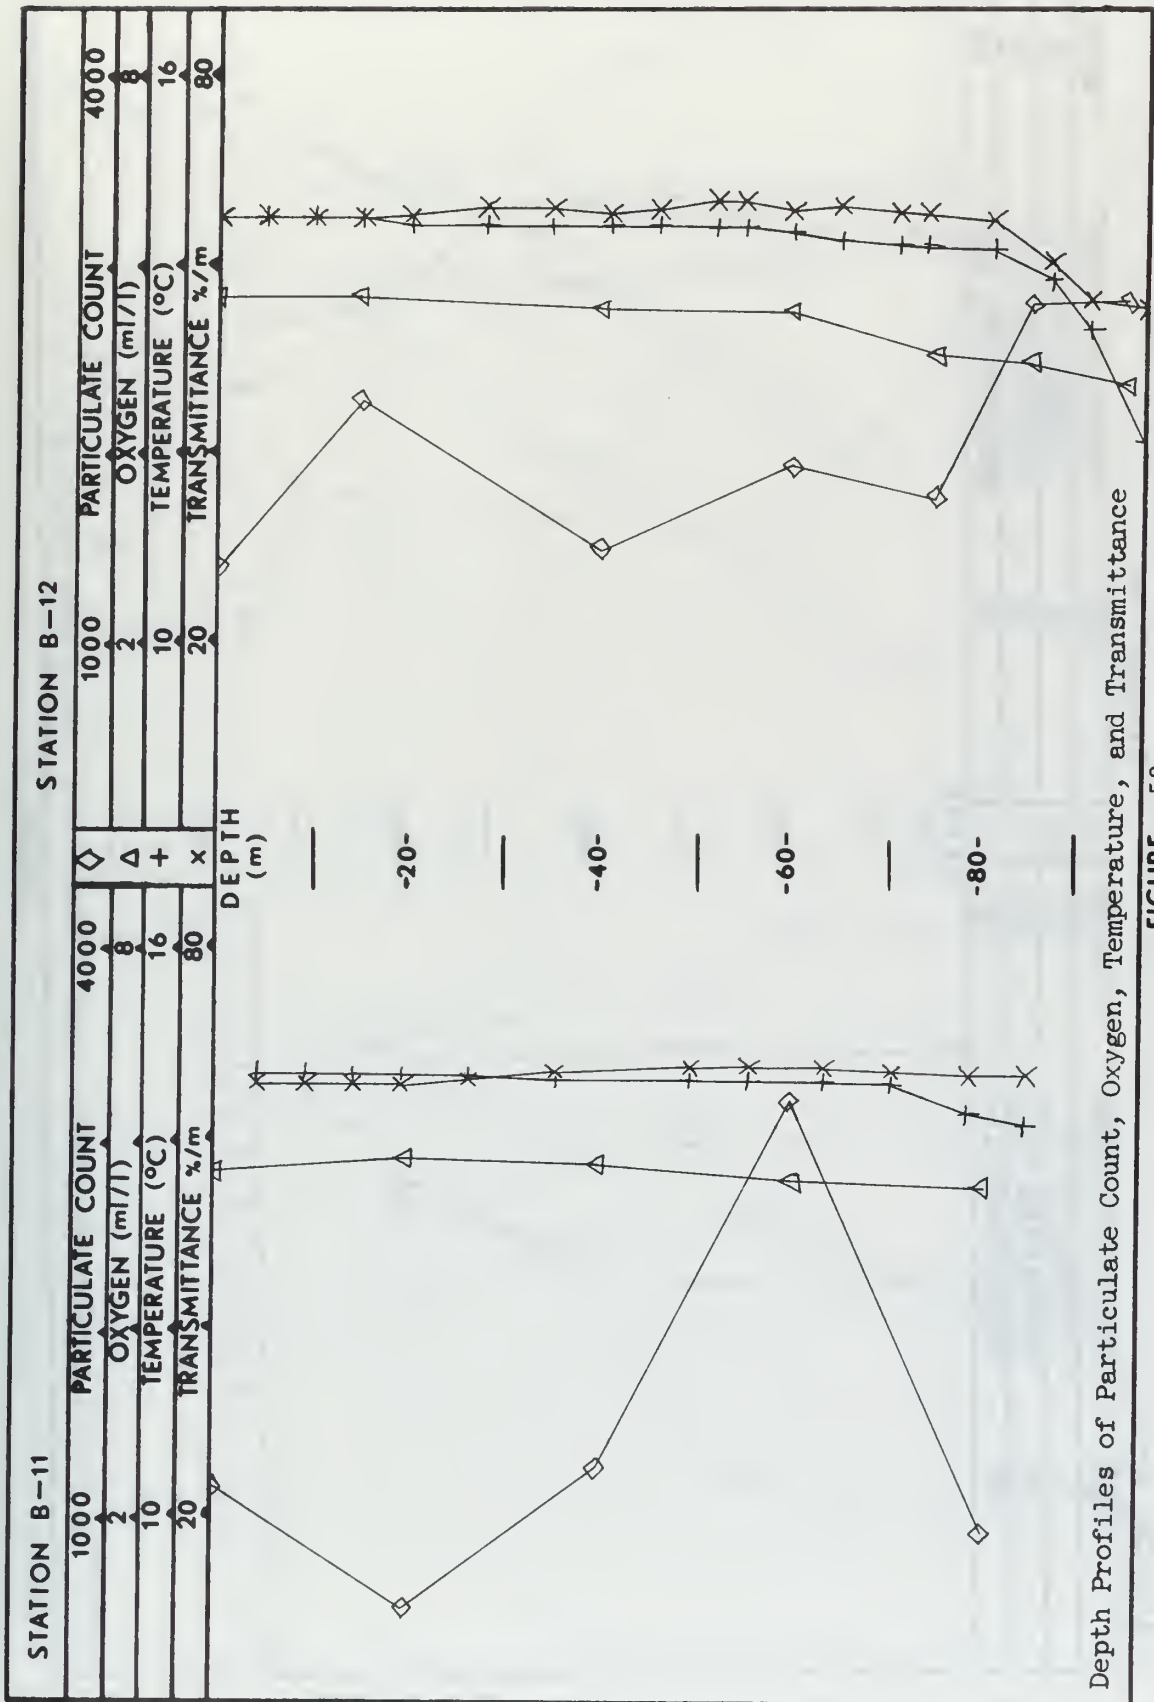 STATION B-11
STATION B-12
1000 PARTICULATE COUNT 4000 ◇ 1000 PARTICULATE COUNT 4000
2 OXYGEN (ml/l) 8 Δ 2 OXYGEN (ml/l) 8
10 TEMPERATURE (°C) 16 + 10 TEMPERATURE (°C) 16
20 TRANSMITTANCE %/m 80 x 20 TRANSMITTANCE %/m 80
DEPTH
(m)
-20-
-40-
-60-
-80-
Depth Profiles of Particulate Count, Oxygen, Temperature, and Transmittance
FIGURE